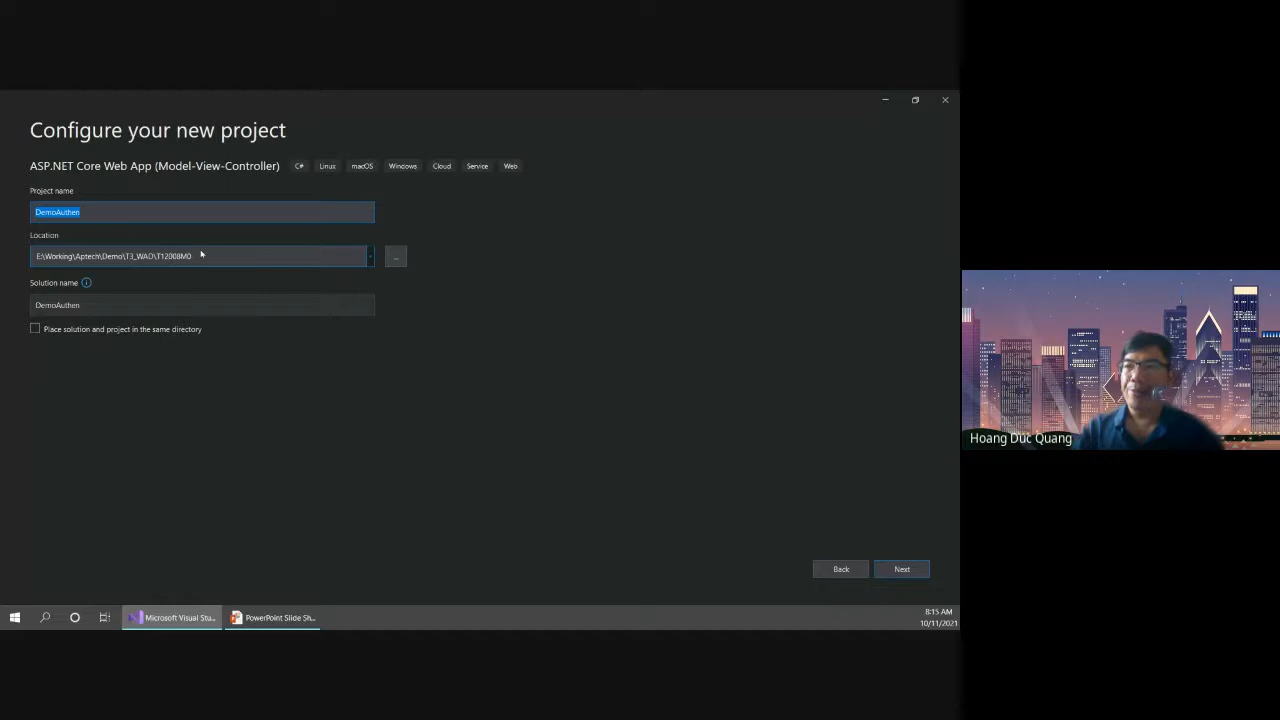 Configure your new project
ASP.NET Core Web App (Model-View-Controller) C# Linux macOS Windows Cloud Service Web
Project name
DemoAuthen
Location
E:\Working\Aptech\Demo\T3_WAD\T12008M0
...
Solution name
DemoAuthen
Place solution and project in the same directory
Back Next
Microsoft Visual Stu... PowerPoint Slide Sh...
8:15 AM
10/11/2021
Hoang Duc Quang